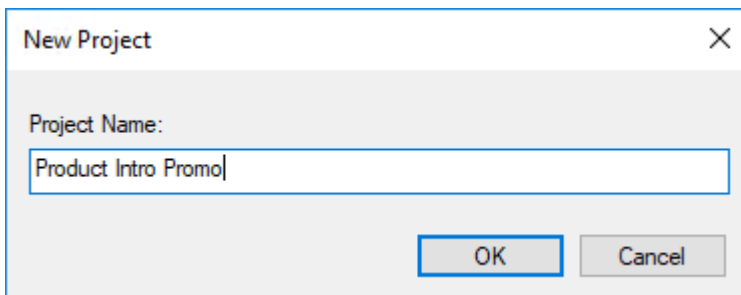 New Project
Project Name:
Product Intro Promo
OK Cancel